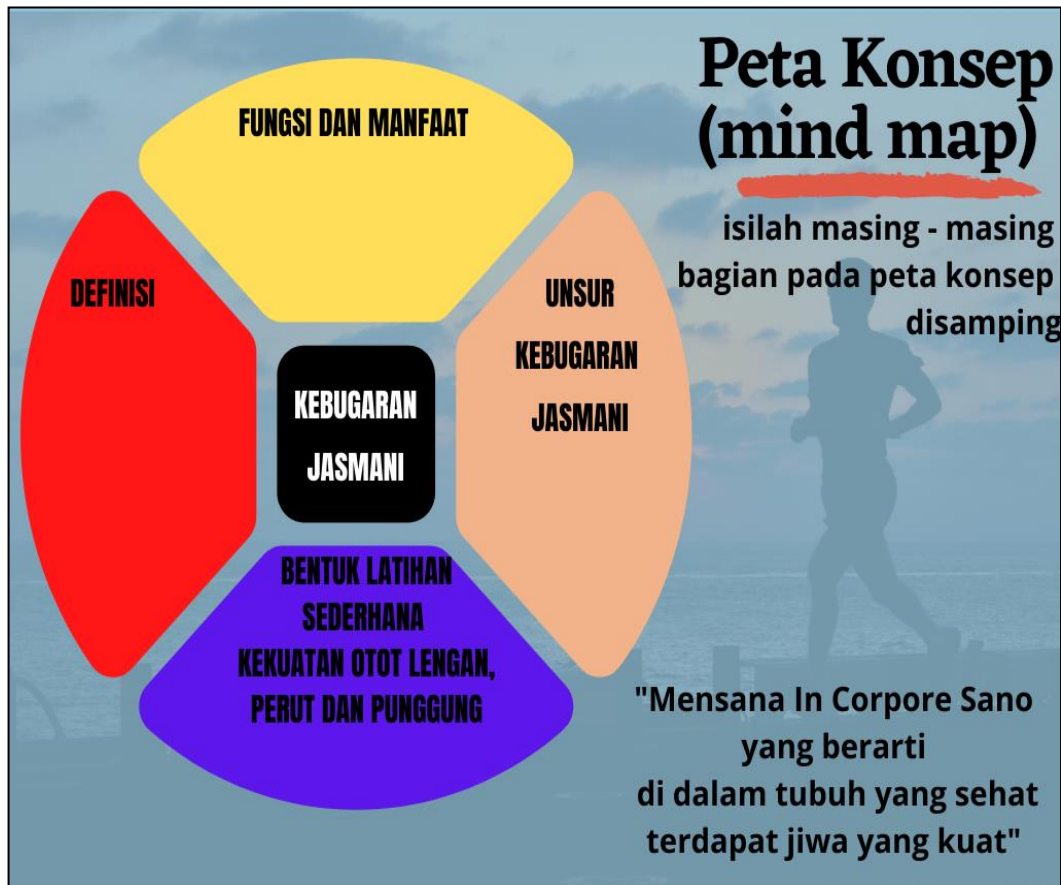 Peta Konsep
(mind map)
isilah masing - masing
bagian pada peta konsep
disamping
FUNGSI DAN MANFAAT
DEFINISI
UNSUR
KEBUGARAN
JASMANI
KEBUGARAN
JASMANI
BENTUK LATIHAN
SEDERHANA
KEKUATAN OTOT LENGAN,
PERUT DAN PUNGGUNG
"Mensana In Corpore Sano
yang berarti
di dalam tubuh yang sehat
terdapat jiwa yang kuat"